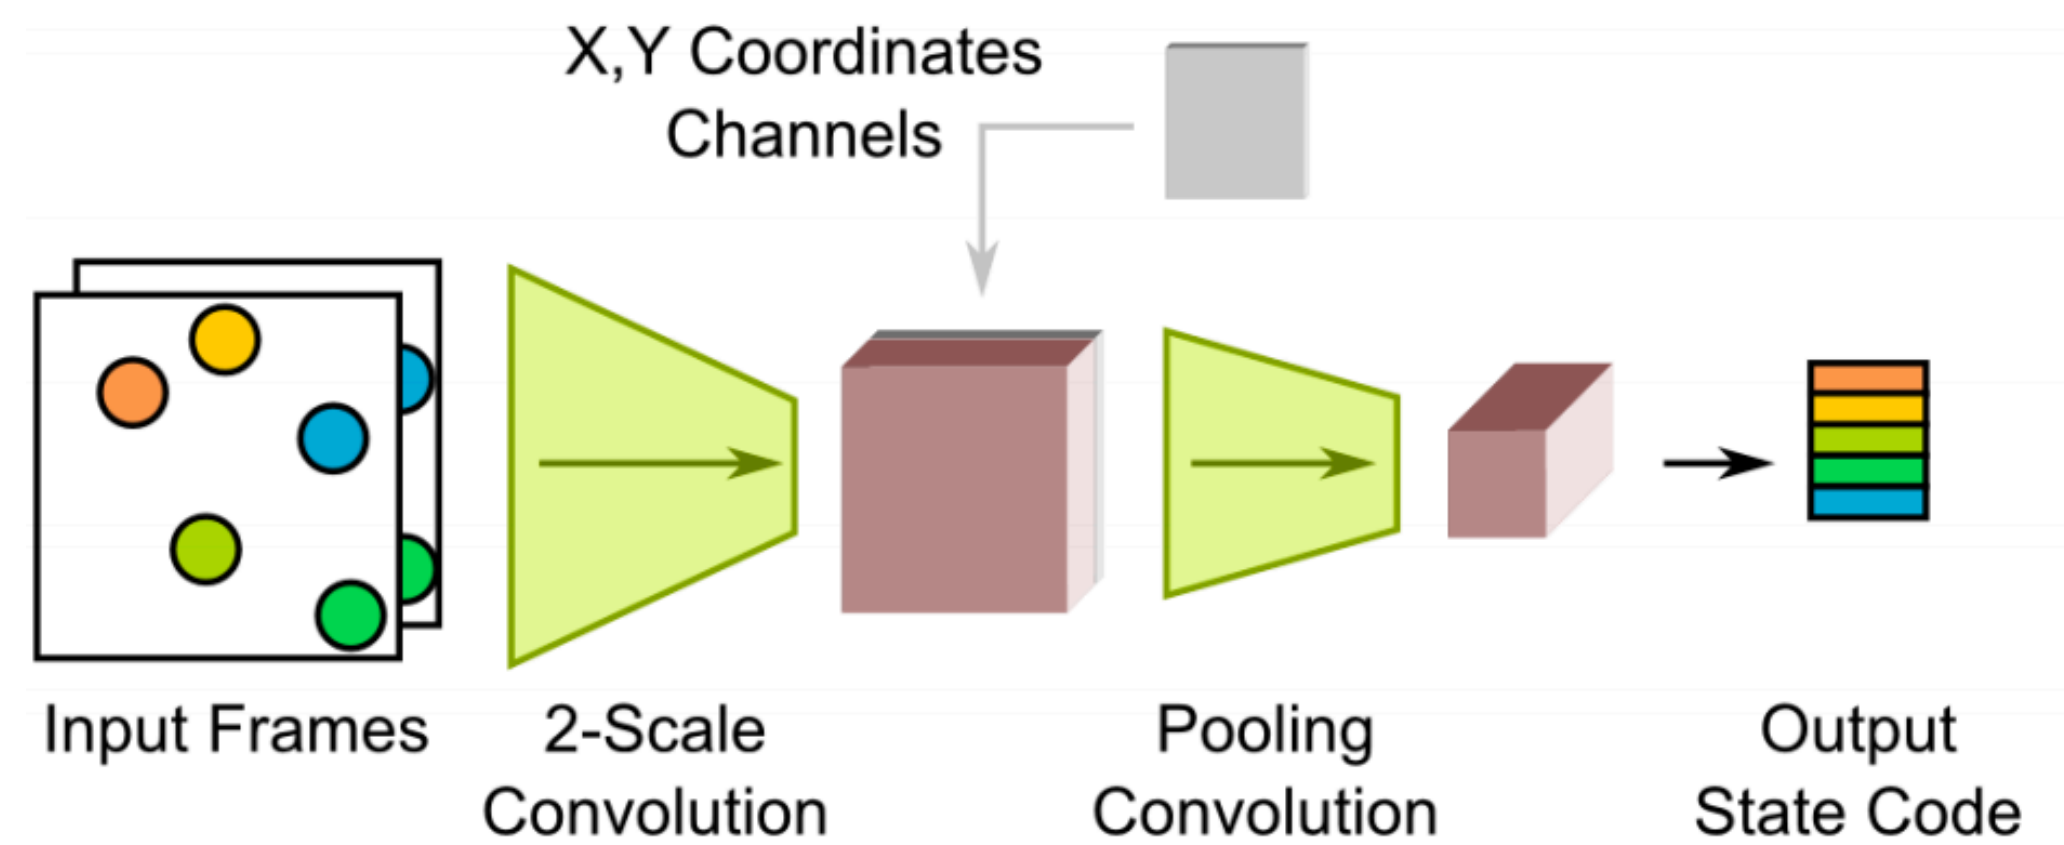 X,Y Coordinates
Channels
Input Frames
2-Scale
Convolution
Pooling
Convolution
Output
State Code